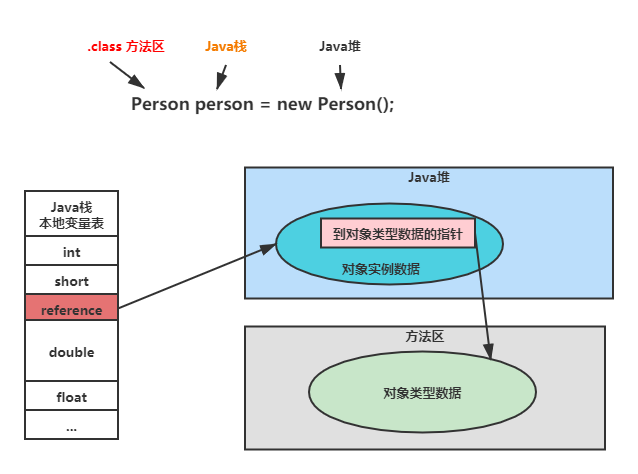 .class 方法区
Java栈
Java堆
Person person = new Person();
Java栈
本地变量表
int
short
reference
double
float
...
Java堆
到对象类型数据的指针
对象实例数据
方法区
对象类型数据